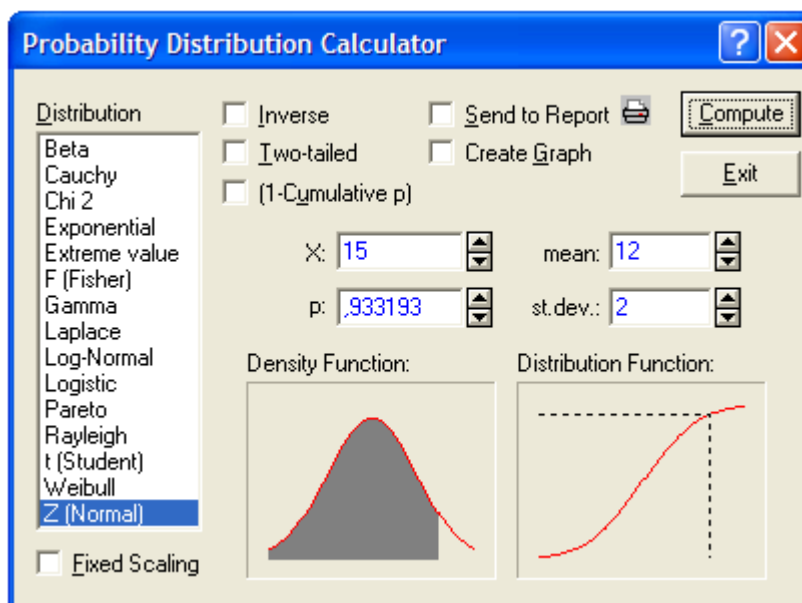 Probability Distribution Calculator
Distribution
Beta
Cauchy
Chi 2
Exponential
Extreme value
F (Fisher)
Gamma
Laplace
Log-Normal
Logistic
Pareto
Rayleigh
t (Student)
Weibull
Z (Normal)
Fixed Scaling
Inverse
Two-tailed
(1-Cumulative p)
Send to Report
Create Graph
Compute
Exit
X: 15
mean: 12
p: ,933193
st.dev.: 2
Density Function:
Distribution Function: